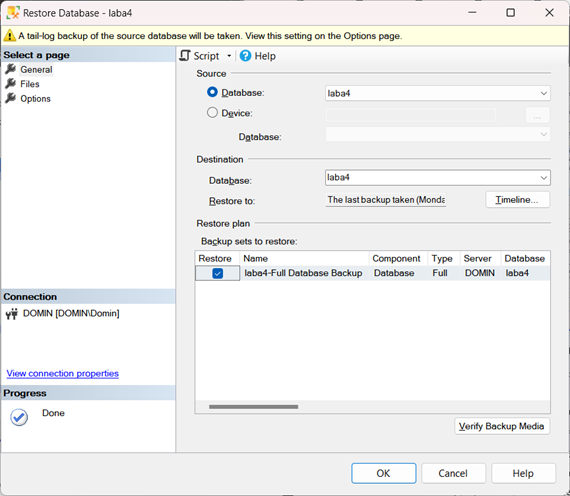 Restore Database - laba4
A tail-log backup of the source database will be taken. View this setting on the Options page.
Select a page
General
Files
Options
Script
Help
Source
Database:
laba4
Device:
...
Database:
Destination
Database:
laba4
Restore to:
The last backup taken (Monda
Timeline...
Restore plan
Backup sets to restore:
Restore Name Component Type Server Database
laba4-Full Database Backup Database Full DOMIN laba4
Connection
DOMIN [DOMIN\Domin]
View connection properties
Progress
Done
Verify Backup Media
OK
Cancel
Help